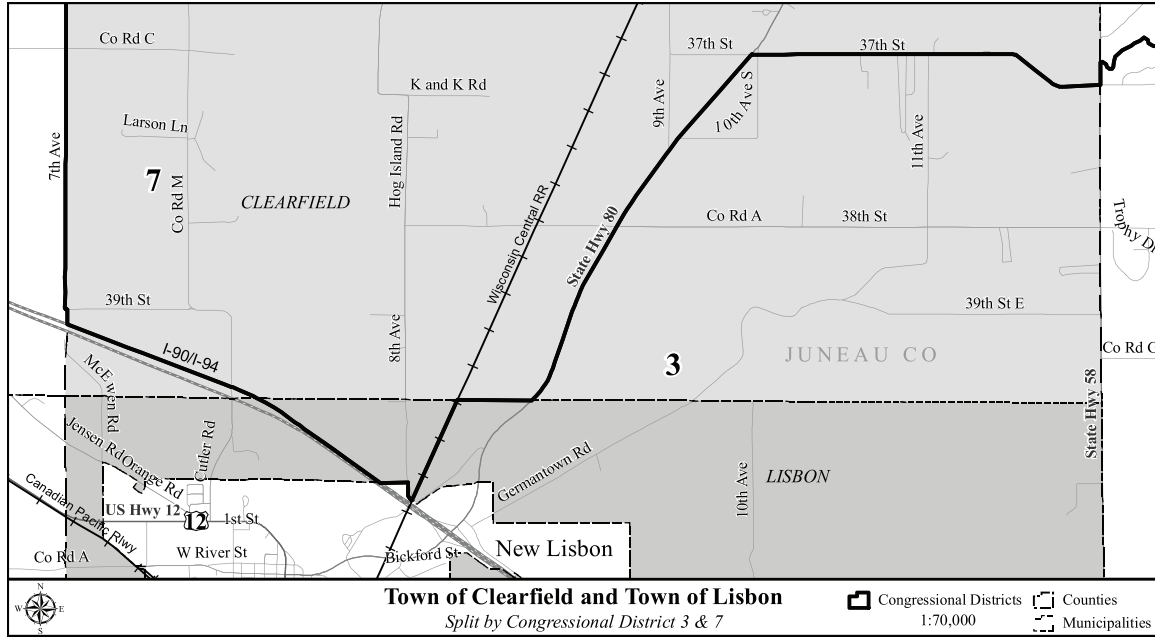 Co Rd C
37th St
37th St
K and K Rd
9th Ave
10th Ave S
Larson Ln
7th Ave
Hog Island Rd
11th Ave
7
Co Rd M
CLEARFIELD
Wisconsin Central RR
State Hwy 80
Co Rd A
38th St
Trophy Dr
39th St
39th St E
I-90/I-94
8th Ave
JUNEAU CO
3
Co Rd C
McEwen Rd
State Hwy 58
Jensen Rd
Orange Rd
Cutler Rd
Germantown Rd
10th Ave
LISBON
Canadian Pacific Rlwy
US Hwy 12
12
1st St
Co Rd A
W River St
Bickford St
New Lisbon
N
W
E
S
Town of Clearfield and Town of Lisbon
Split by Congressional District 3 & 7
Congressional Districts
1:70,000
Counties
Municipalities